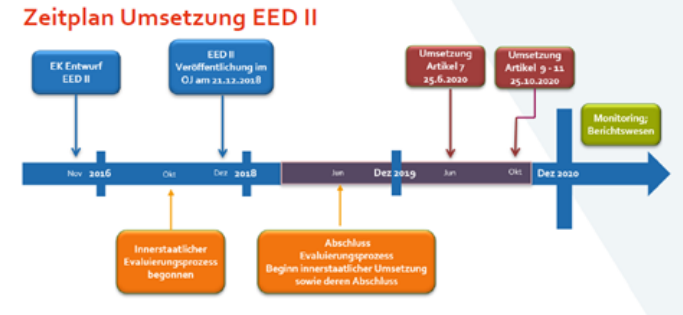 Zeitplan Umsetzung EED II
EK Entwurf
EED II
EED II
Veröffentlichung im
OJ am 21.12.2018
Umsetzung
Artikel 7
25.6.2020
Umsetzung
Artikel 9 - 11
25.10.2020
Monitoring;
Berichtswesen
Nov 2016 Okt Dez 2018 Jun Dez 2019 Jun Okt Dez 2020
Innerstaatlicher
Evaluierungsprozess
begonnen
Abschluss
Evaluierungsprozess
Beginn innerstaatlicher Umsetzung
sowie deren Abschluss